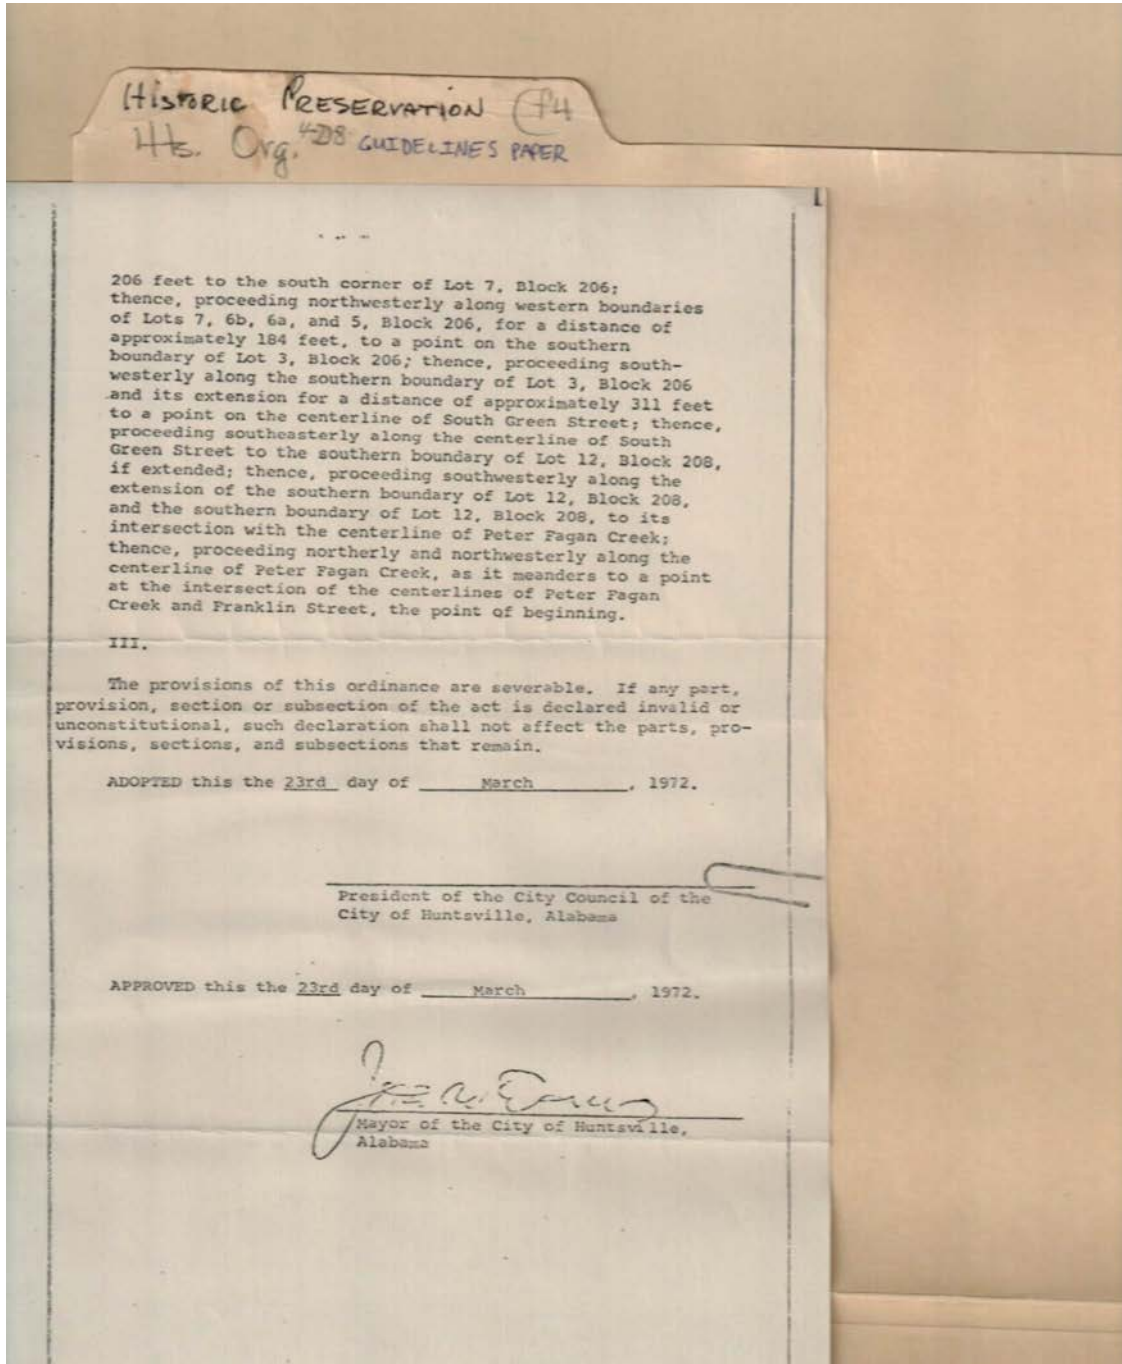 HISTORIC PRESERVATION P4
Hts. Org. 4-D8 GUIDELINES PAPER
206 feet to the south corner of Lot 7, Block 206;
thence, proceeding northwesterly along western boundaries
of Lots 7, 6b, 6a, and 5, Block 206, for a distance of
approximately 184 feet, to a point on the southern
boundary of Lot 3, Block 206; thence, proceeding south-
westerly along the southern boundary of Lot 3, Block 206
and its extension for a distance of approximately 311 feet
to a point on the centerline of South Green Street; thence,
proceeding southeasterly along the centerline of South
Green Street to the southern boundary of Lot 12, Block 208,
if extended; thence, proceeding southwesterly along the
extension of the southern boundary of Lot 12, Block 208,
and the southern boundary of Lot 12, Block 208, to its
intersection with the centerline of Peter Fagan Creek;
thence, proceeding northerly and northwesterly along the
centerline of Peter Fagan Creek, as it meanders to a point
at the intersection of the centerlines of Peter Fagan
Creek and Franklin Street, the point of beginning.
III.
The provisions of this ordinance are severable. If any part,
provision, section or subsection of the act is declared invalid or
unconstitutional, such declaration shall not affect the parts, pro-
visions, sections, and subsections that remain.
ADOPTED this the 23rd day of March, 1972.
President of the City Council of the
City of Huntsville, Alabama
APPROVED this the 23rd day of March, 1972.
Mayor of the City of Huntsville,
Alabama